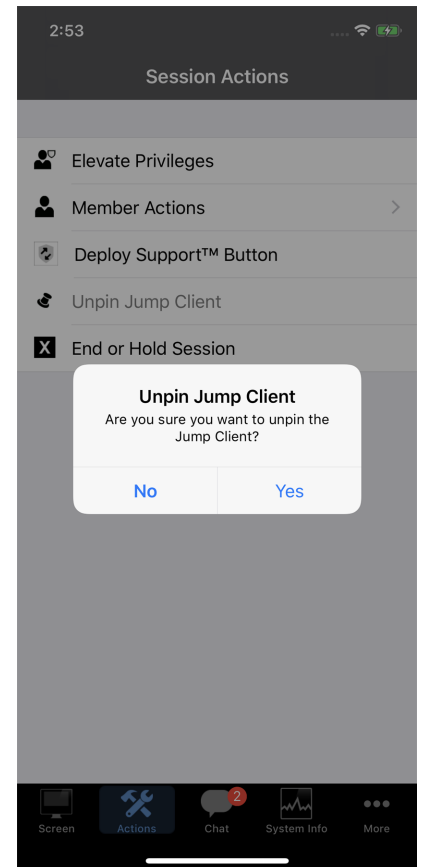 2:53
Session Actions
Elevate Privileges
Member Actions
Deploy Support™ Button
Unpin Jump Client
X End or Hold Session
Unpin Jump Client
Are you sure you want to unpin the
Jump Client?
No Yes
2
Screen Actions Chat System Info More